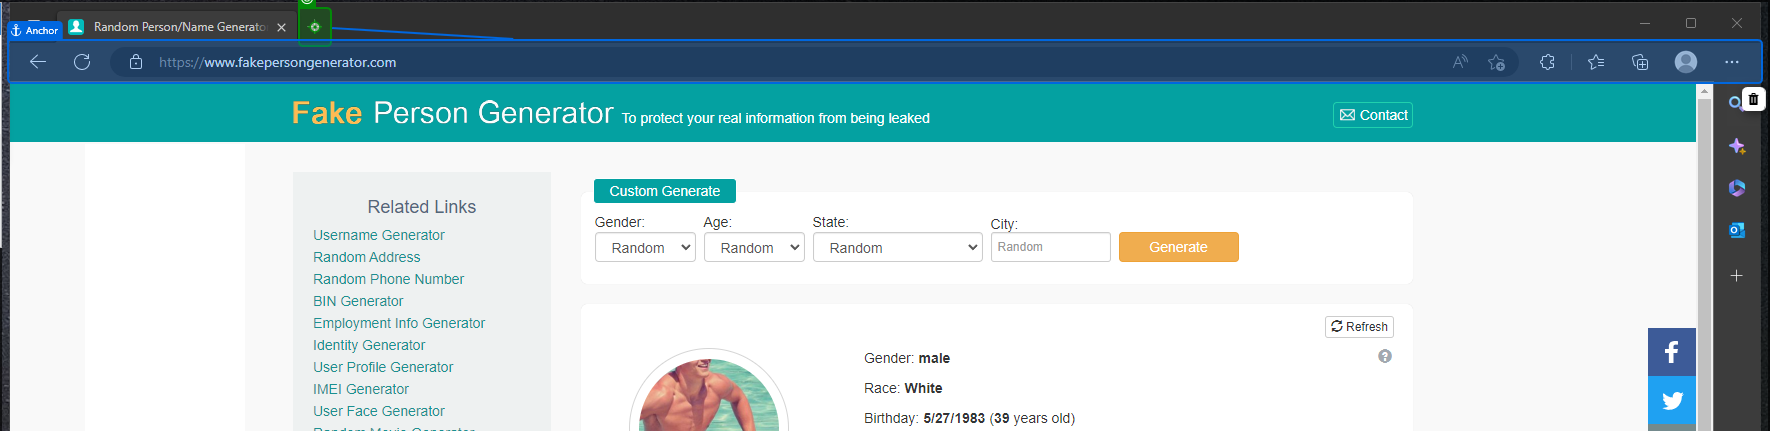 Random Person/Name Generato
Anchor
https://www.fakepersongenerator.com
Fake Person Generator To protect your real information from being leaked
Contact
Related Links
Username Generator
Random Address
Random Phone Number
BIN Generator
Employment Info Generator
Identity Generator
User Profile Generator
IMEI Generator
User Face Generator
Random Movie Generator
Custom Generate
Gender: Age: State: City:
Random Random Random Random Generate
Refresh
Gender: male
Race: White
Birthday: 5/27/1983 (39 years old)